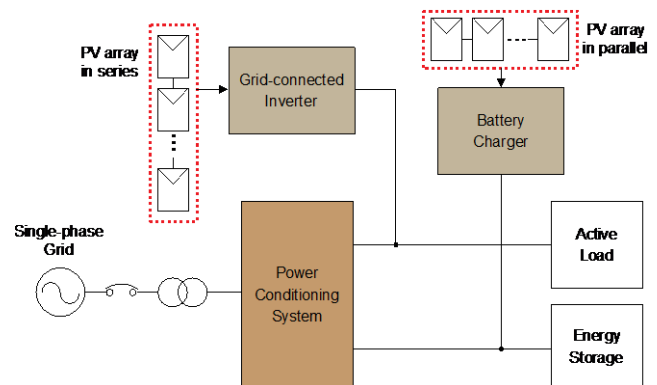 PV array
in series
Grid-connected
Inverter
PV array
in parallel
Battery
Charger
Single-phase
Grid
Power
Conditioning
System
Active
Load
Energy
Storage